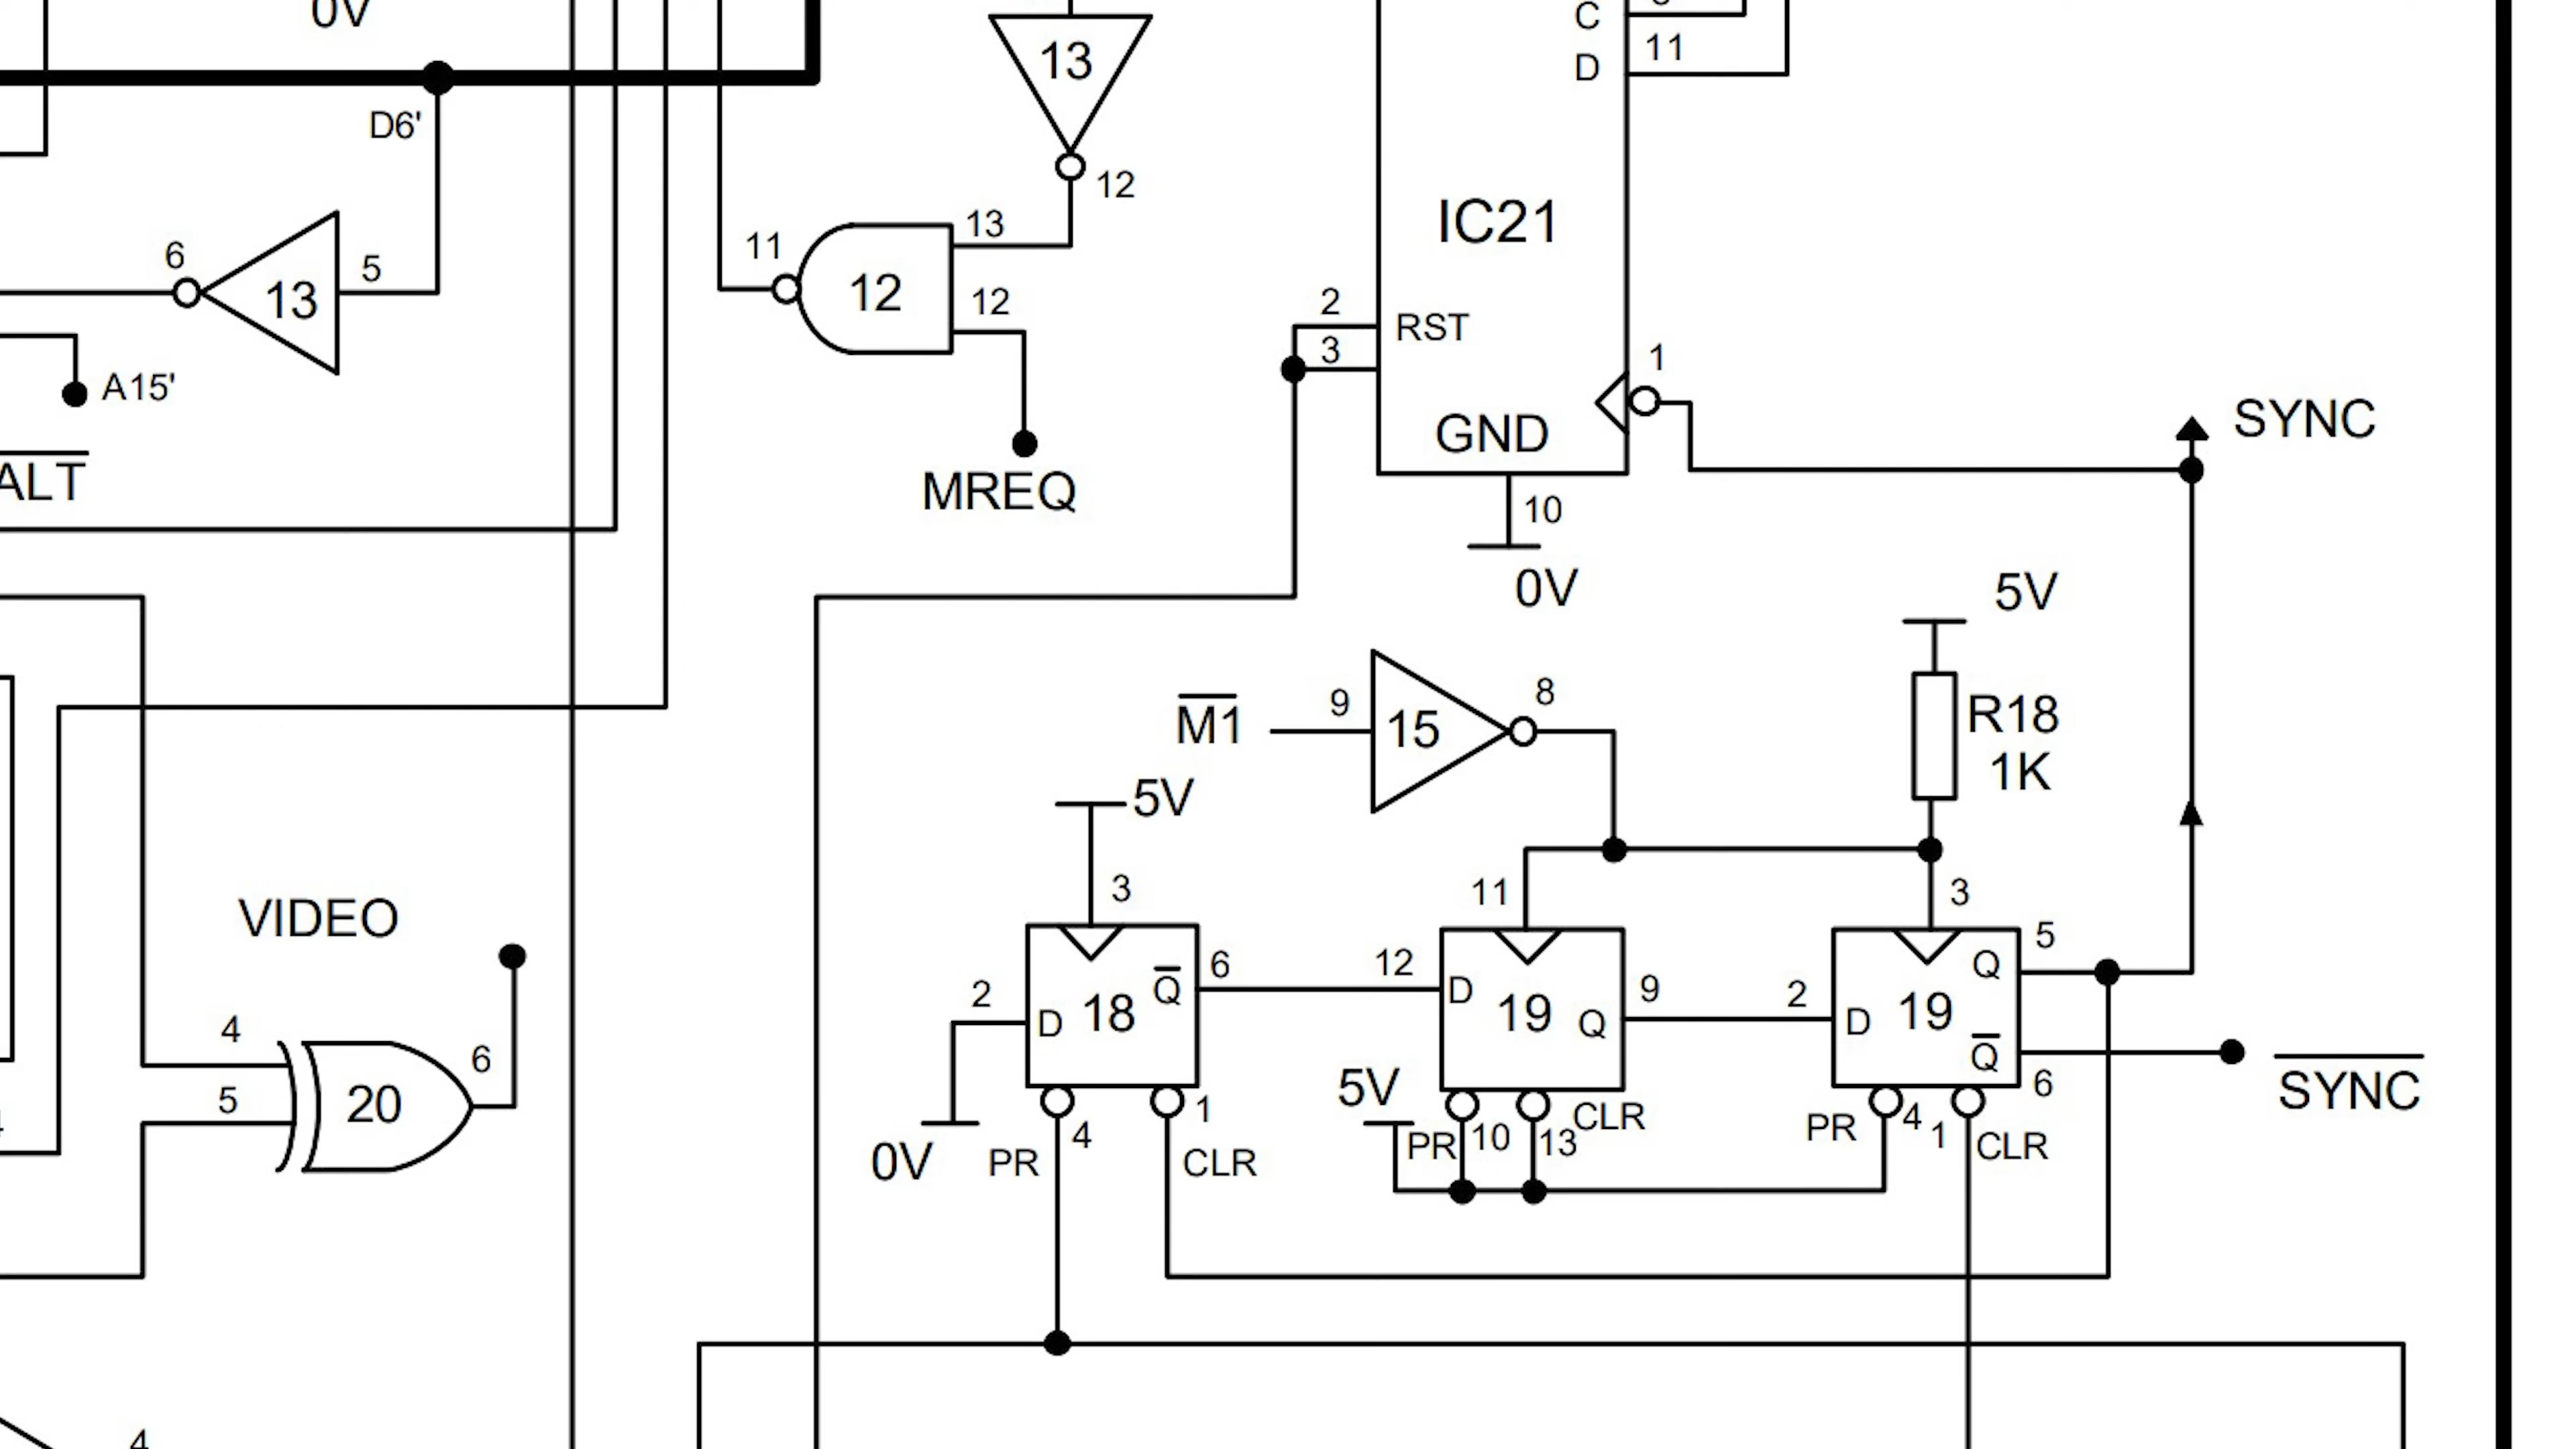 0V
13
C
11
D
D6'
12
13
11
12
12
IC21
6
5
13
2
RST
3
1
A15'
GND
SYNC
ALT
MREQ
10
0V
5V
M1
9
15
8
R18
1K
5V
3
11
3
VIDEO
5
Q
6
12
Q
D
9
2
2
D
18
19
Q
D
19
4
6
Q
5
20
5V
6
SYNC
1
4
PR
10
13
CLR
PR
4
1
CLR
0V
PR
CLR
4